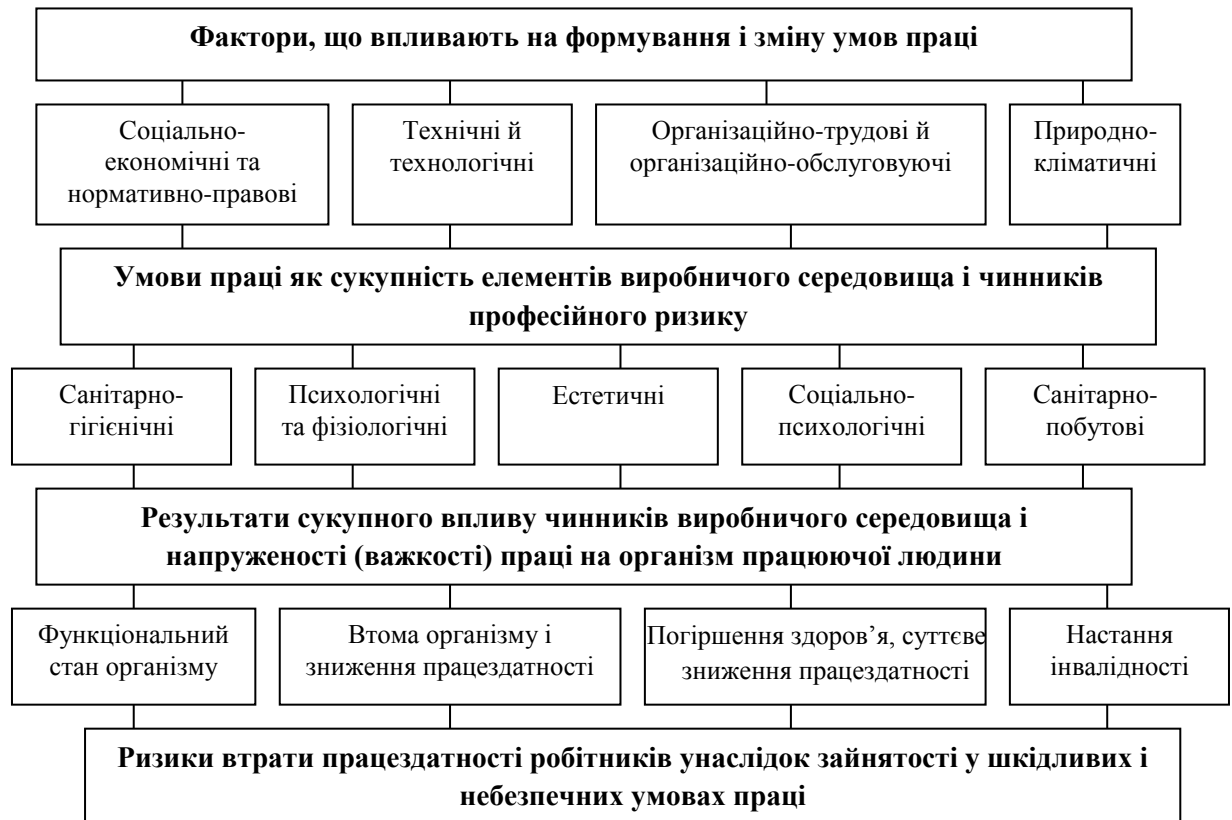 Фактори, що впливають на формування і зміну умов праці
Соціально-
економічні та
нормативно-правові
Технічні й
технологічні
Організаційно-трудові й
організаційно-обслуговуючі
Природно-
кліматичні
Умови праці як сукупність елементів виробничого середовища і чинників
професійного ризику
Санітарно-
гігієнічні
Психологічні
та фізіологічні
Естетичні
Соціально-
психологічні
Санітарно-
побутові
Результати сукупного впливу чинників виробничого середовища і
напруженості (важкості) праці на організм працюючої людини
Функціональний
стан організму
Втома організму і
зниження працездатності
Погіршення здоров’я, суттєве
зниження працездатності
Настання
інвалідності
Ризики втрати працездатності робітників унаслідок зайнятості у шкідливих і
небезпечних умовах праці